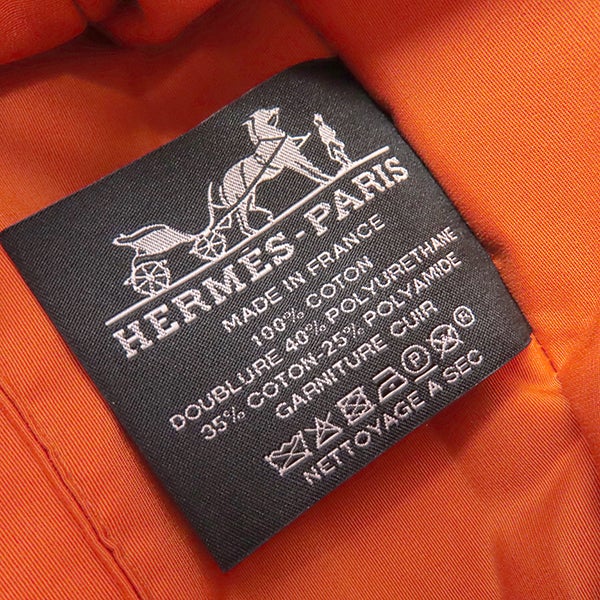 HERMES-PARIS
MADE IN FRANCE
100% COTON
DOUBLURE 40% POLYURETHANE
35% COTON-25% POLYAMIDE
GARNITURE CUIR
P
NETTOYAGE A SEC